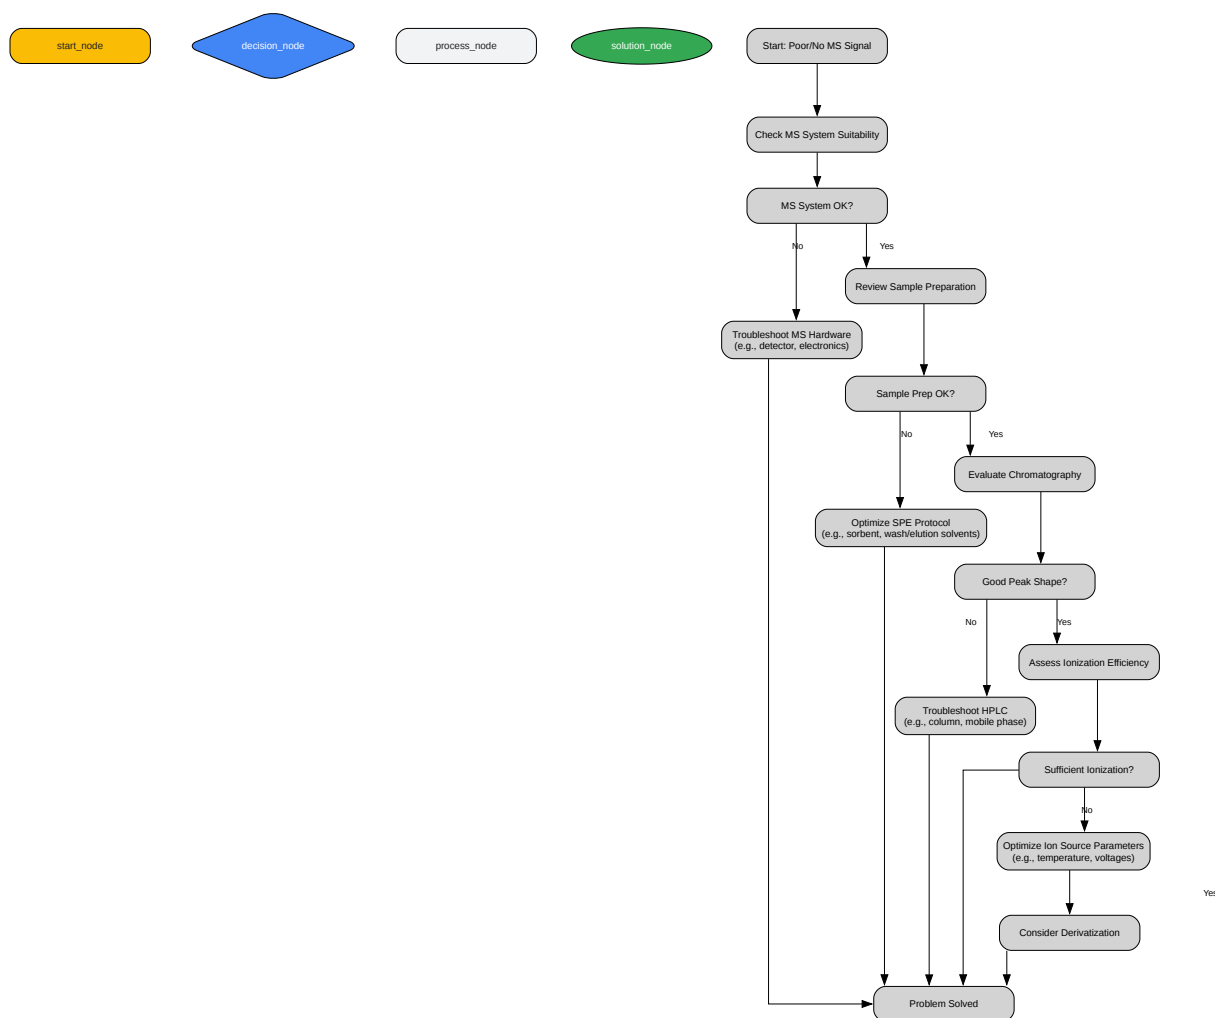 start_node
decision_node
process_node
solution_node
Start: Poor/No MS Signal
Check MS System Suitability
MS System OK?
No
Yes
Review Sample Preparation
Troubleshoot MS Hardware
(e.g., detector, electronics)
Sample Prep OK?
No
Yes
Evaluate Chromatography
Optimize SPE Protocol
(e.g., sorbent, wash/elution solvents)
Good Peak Shape?
No
Yes
Assess Ionization Efficiency
Troubleshoot HPLC
(e.g., column, mobile phase)
Sufficient Ionization?
No
Optimize Ion Source Parameters
(e.g., temperature, voltages)
Yes
Consider Derivatization
Problem Solved